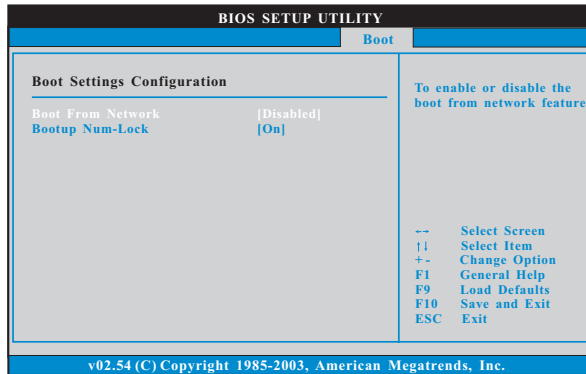 BIOS SETUP UTILITY
Boot
Boot Settings Configuration
Boot From Network [Disabled]
Bootup Num-Lock [On]
To enable or disable the
boot from network feature
←→ Select Screen
↑↓ Select Item
+ - Change Option
F1 General Help
F9 Load Defaults
F10 Save and Exit
ESC Exit
v02.54 (C) Copyright 1985-2003, American Megatrends, Inc.